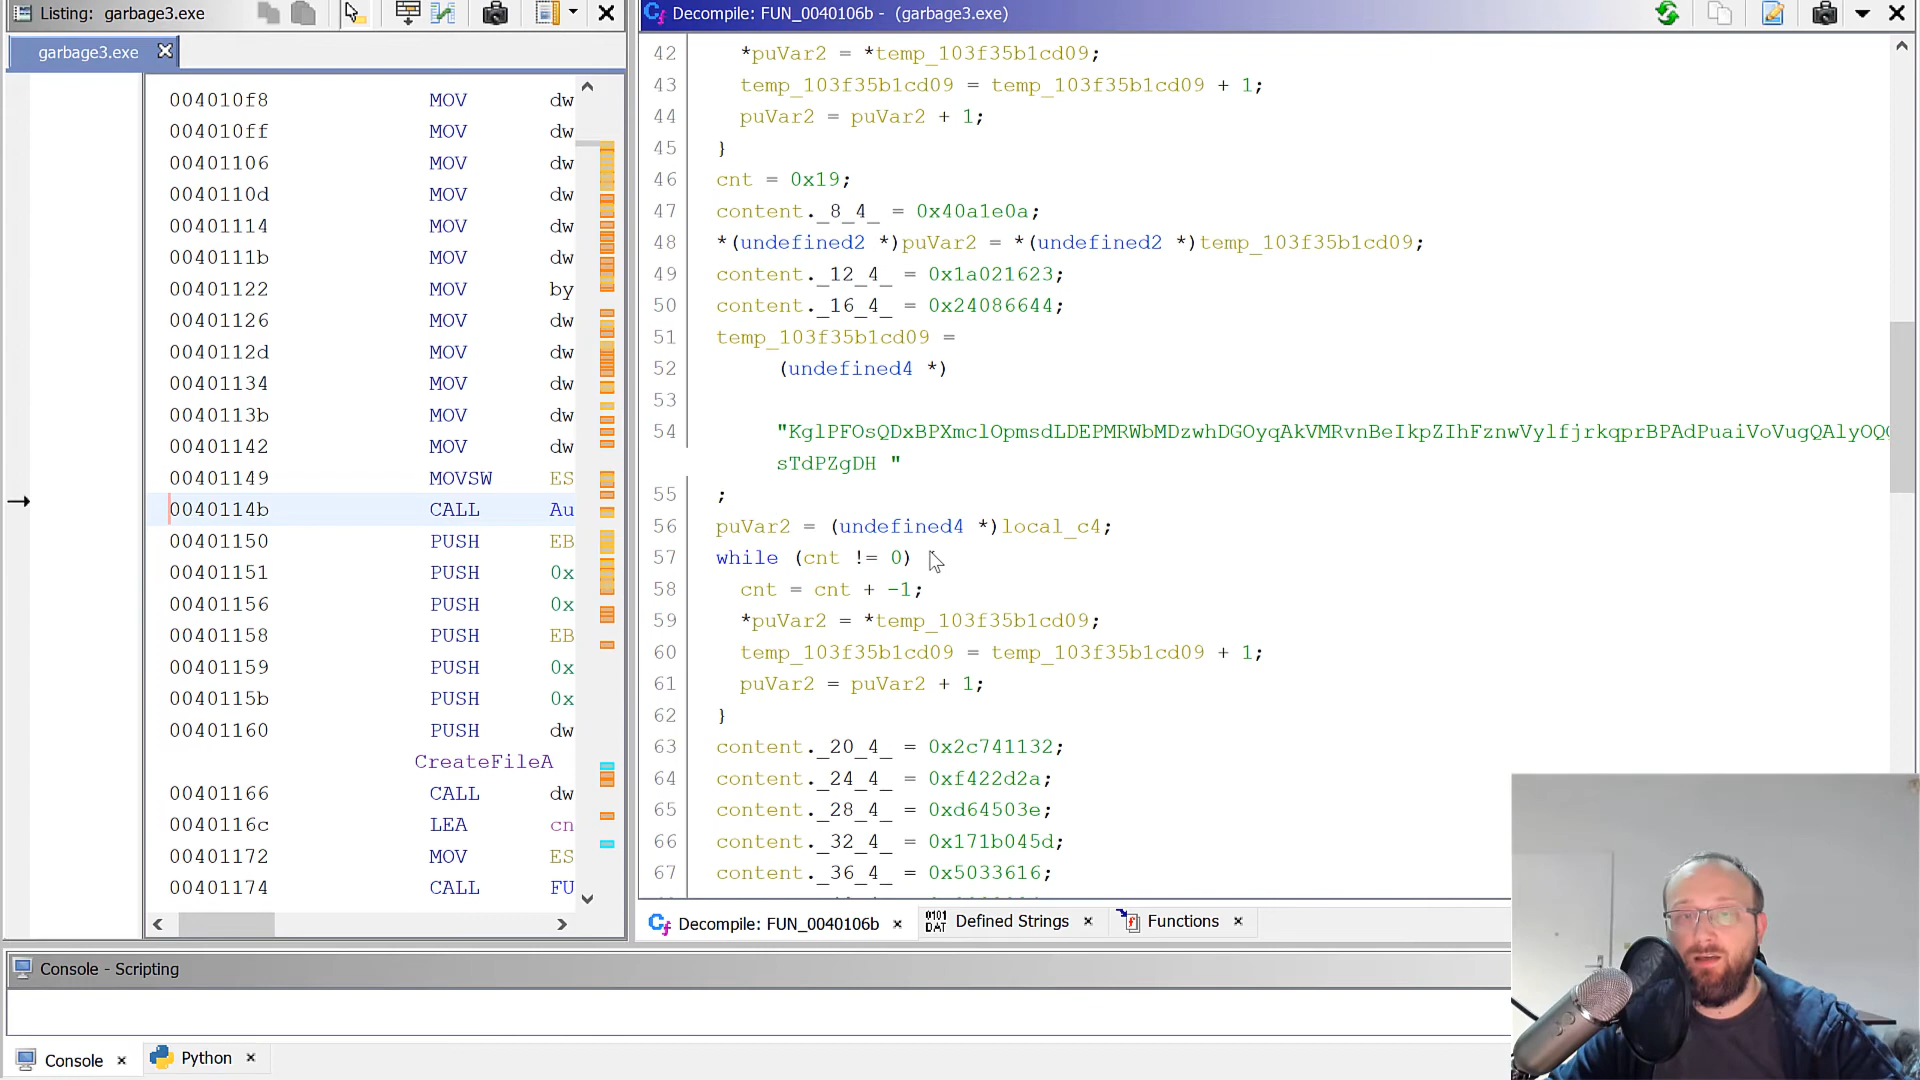 Listing: garbage3.exe
garbage3.exe
004010f8 MOV dw
004010ff MOV dw
00401106 MOV dw
0040110d MOV dw
00401114 MOV dw
0040111b MOV dw
00401122 MOV by
00401126 MOV dw
0040112d MOV dw
00401134 MOV dw
0040113b MOV dw
00401142 MOV dw
00401149 MOVSW ES
0040114b CALL Au
00401150 PUSH EB
00401151 PUSH 0x
00401156 PUSH 0x
00401158 PUSH EB
00401159 PUSH 0x
0040115b PUSH 0x
00401160 PUSH dw
CreateFileA
00401166 CALL dw
0040116c LEA cn
00401172 MOV ES
00401174 CALL FU
Decompile: FUN_0040106b - (garbage3.exe)
42 *puVar2 = *temp_103f35b1cd09;
43 temp_103f35b1cd09 = temp_103f35b1cd09 + 1;
44 puVar2 = puVar2 + 1;
45 }
46 cnt = 0x19;
47 content._8_4_ = 0x40a1e0a;
48 *(undefined2 *)puVar2 = *(undefined2 *)temp_103f35b1cd09;
49 content._12_4_ = 0x1a021623;
50 content._16_4_ = 0x24086644;
51 temp_103f35b1cd09 =
52 (undefined4 *)
53
54 "KglPFOsQDxBPXmclOpmsdLDEPMRWbMDzwhDGOyqAkVMRvnBeIkpZIhFznwVylfjrkqprBPAdPuaiVoVugQAlyOQ
sTdPZgDH "
55 ;
56 puVar2 = (undefined4 *)local_c4;
57 while (cnt != 0)
58 cnt = cnt + -1;
59 *puVar2 = *temp_103f35b1cd09;
60 temp_103f35b1cd09 = temp_103f35b1cd09 + 1;
61 puVar2 = puVar2 + 1;
62 }
63 content._20_4_ = 0x2c741132;
64 content._24_4_ = 0xf422d2a;
65 content._28_4_ = 0xd64503e;
66 content._32_4_ = 0x171b045d;
67 content._36_4_ = 0x5033616;
Decompile: FUN_0040106b
Defined Strings
Functions
Console - Scripting
Console
Python